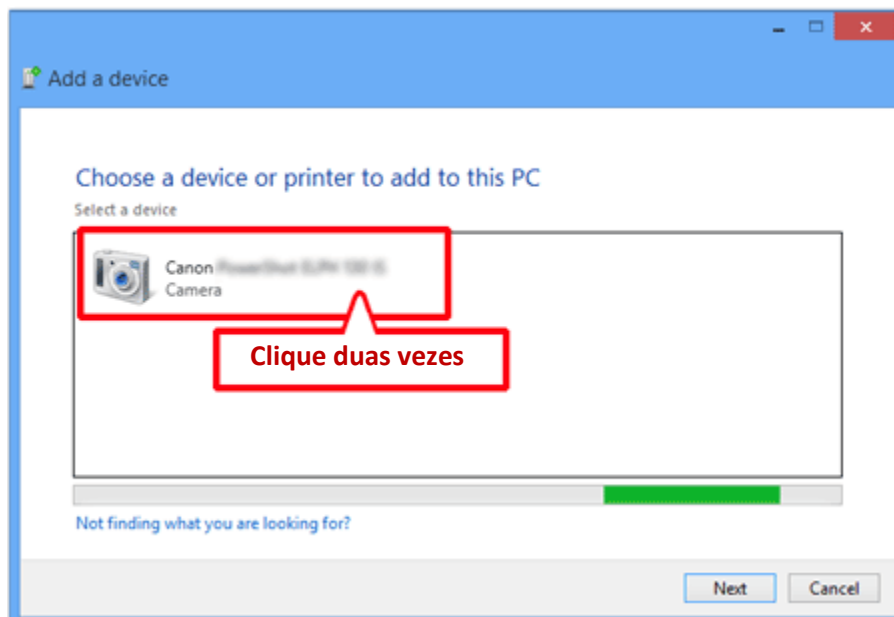 Add a device
Choose a device or printer to add to this PC
Select a device
Canon
Camera
Clique duas vezes
Not finding what you are looking for?
Next Cancel